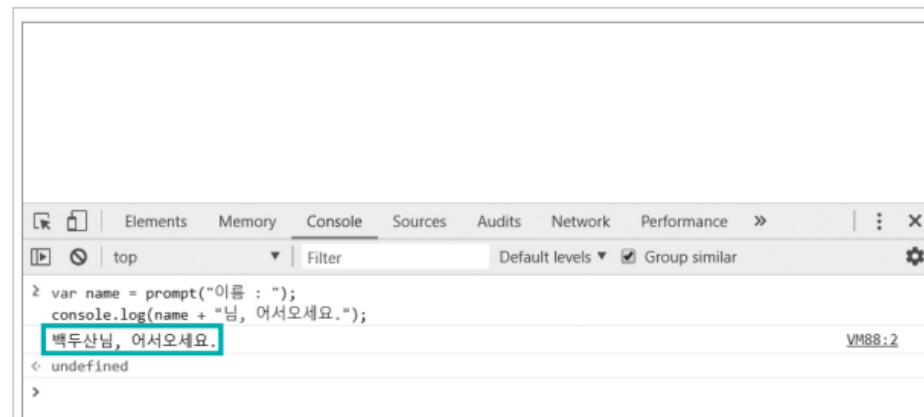 Elements Memory Console Sources Audits Network Performance »
top ▼ Filter Default levels ▼ Group similar
var name = prompt("이름 : ");
console.log(name + "님, 어서오세요.");
백두산님, 어서오세요. VM88:2
undefined
>